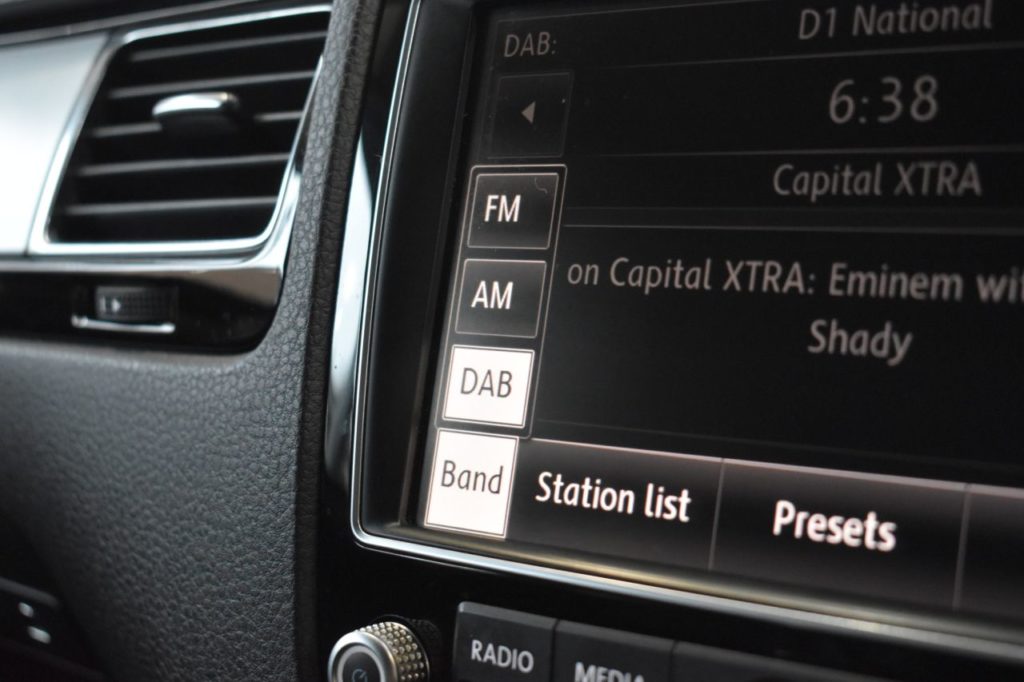 DAB:
D1 National
6:38
Capital XTRA
FM
AM
on Capital XTRA: Eminem
Shady
DAB
Band
Station list
Presets
RADIO
MEDIA